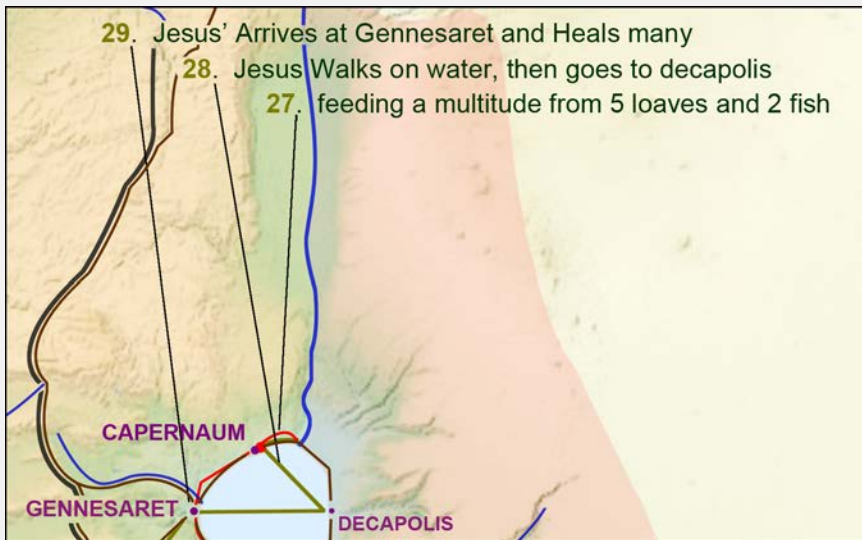 29. Jesus’ Arrives at Gennesaret and Heals many
28. Jesus Walks on water, then goes to decapolis
27. feeding a multitude from 5 loaves and 2 fish
CAPERNAUM
GENNESARET
DECAPOLIS